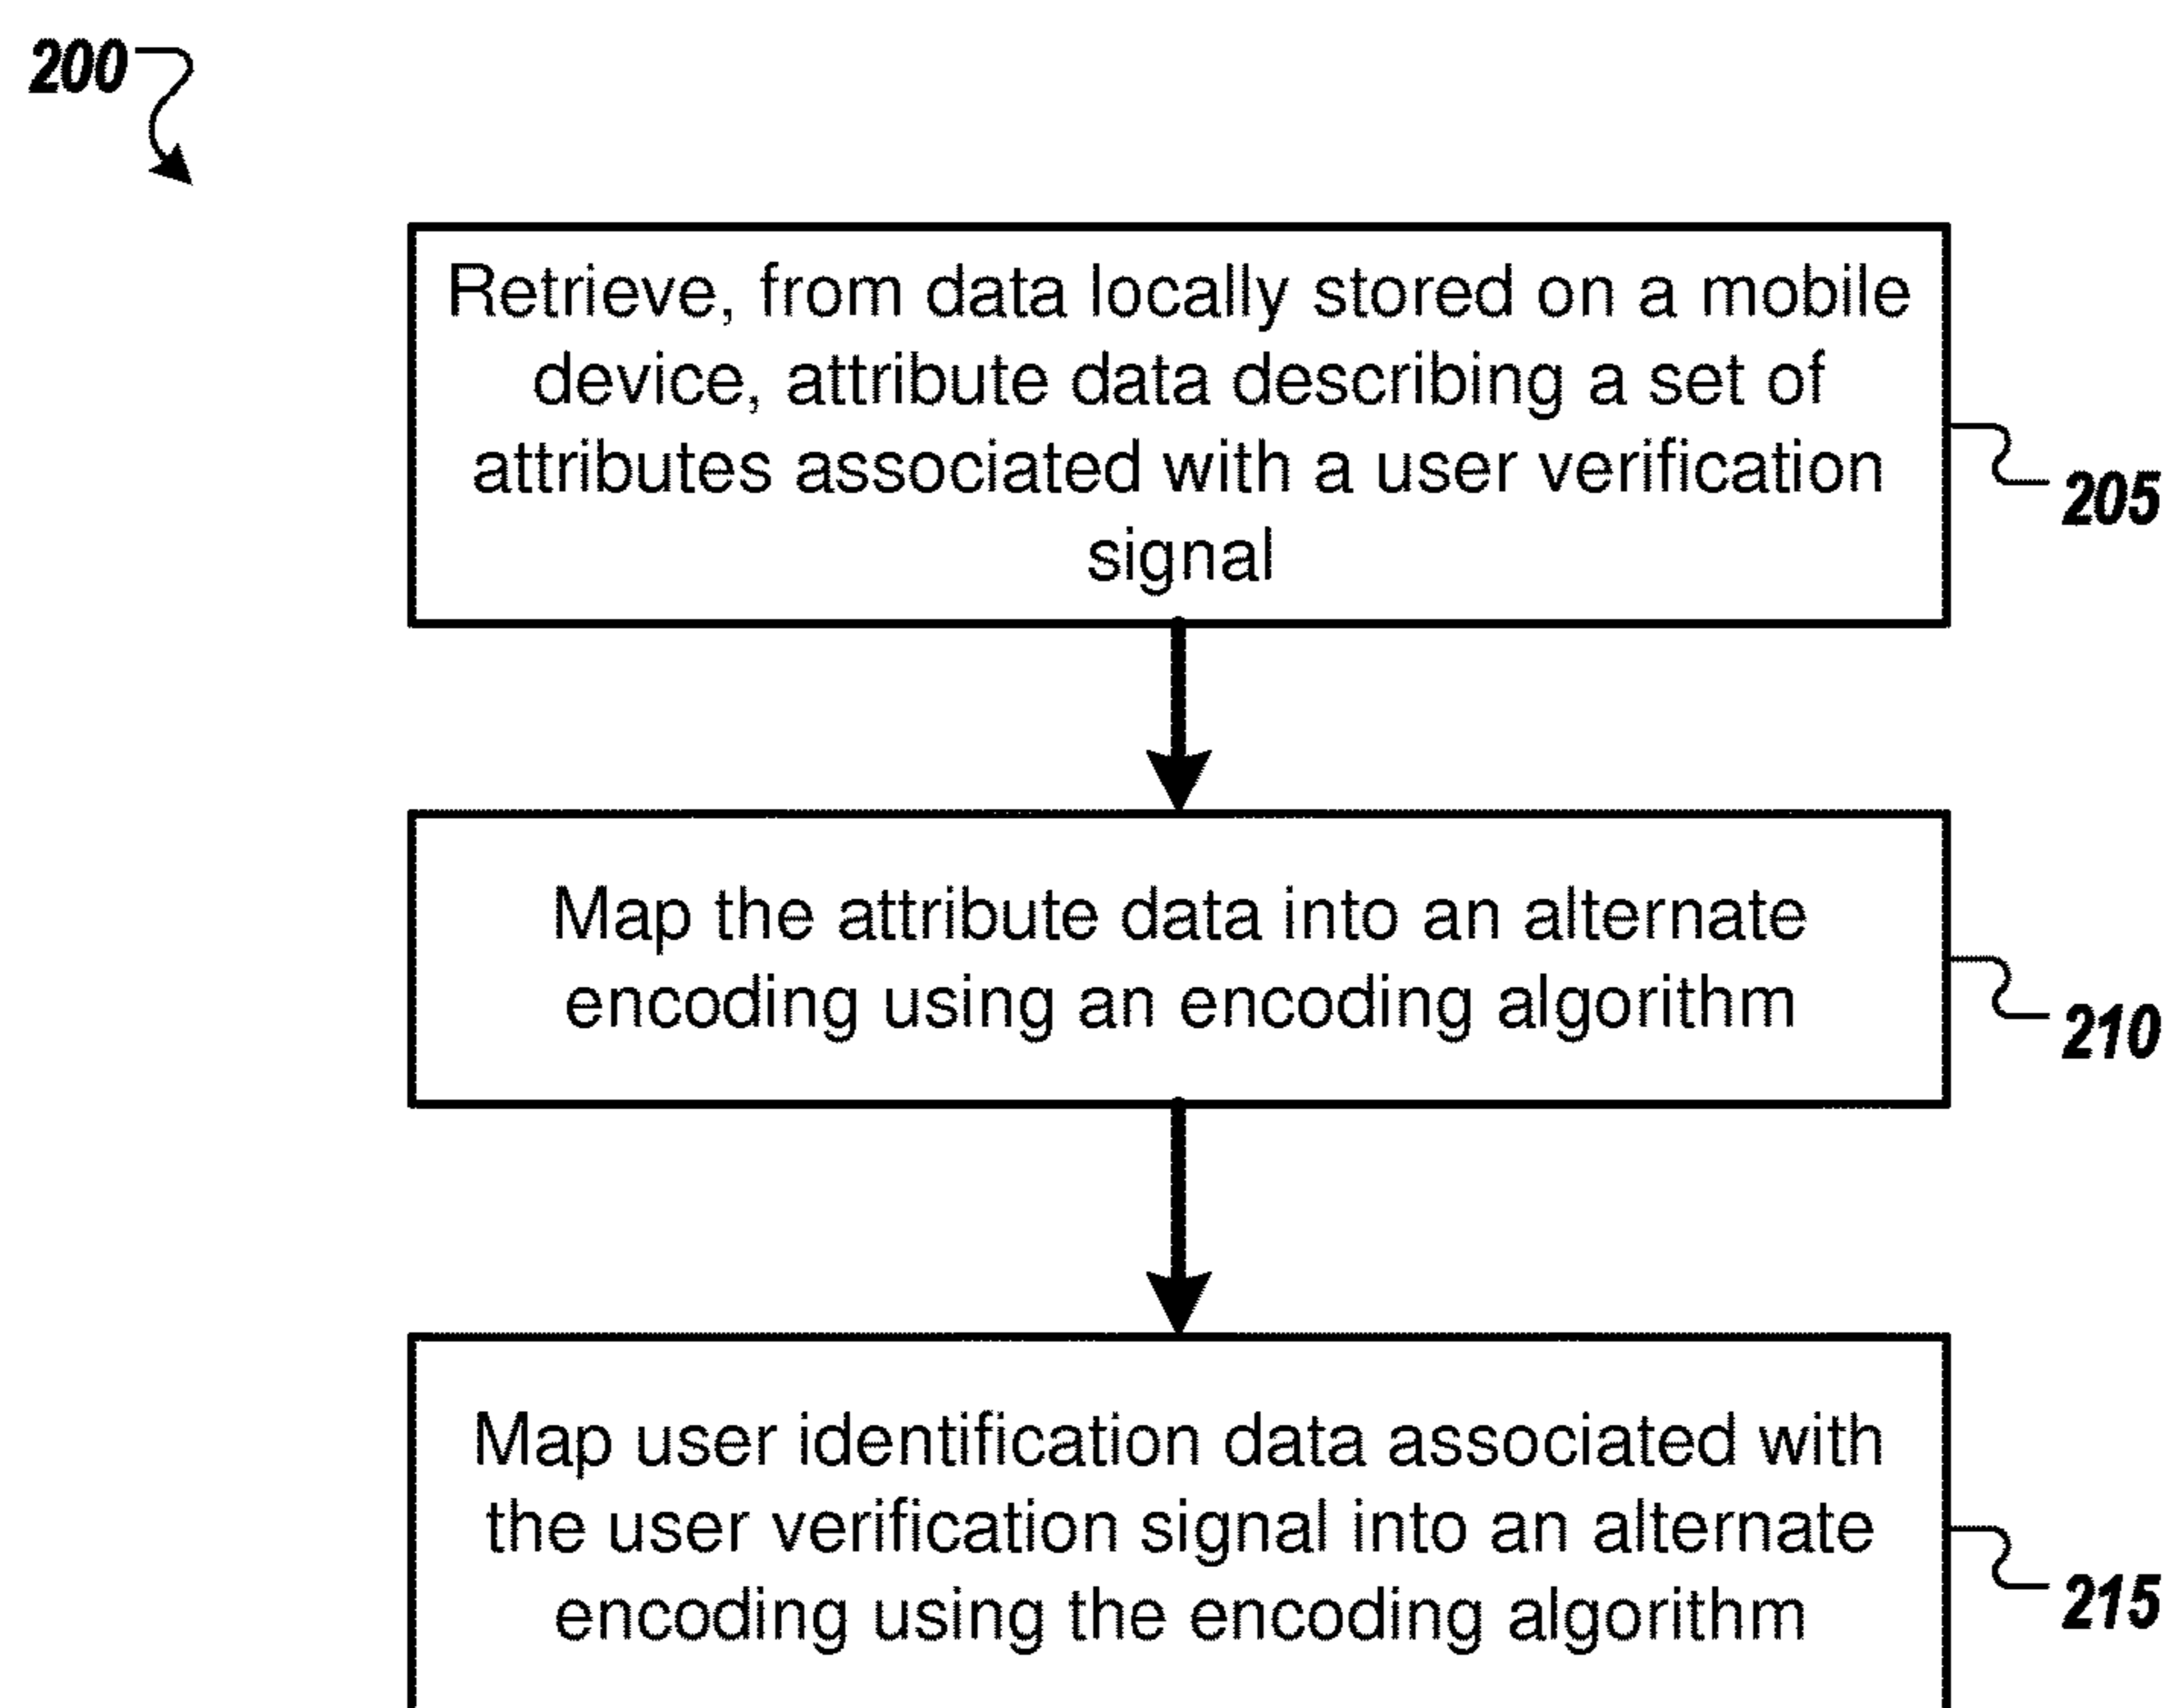 200
Retrieve, from data locally stored on a mobile
device, attribute data describing a set of
attributes associated with a user verification
signal
205
Map the attribute data into an alternate
encoding using an encoding algorithm
210
Map user identification data associated with
the user verification signal into an alternate
encoding using the encoding algorithm
215